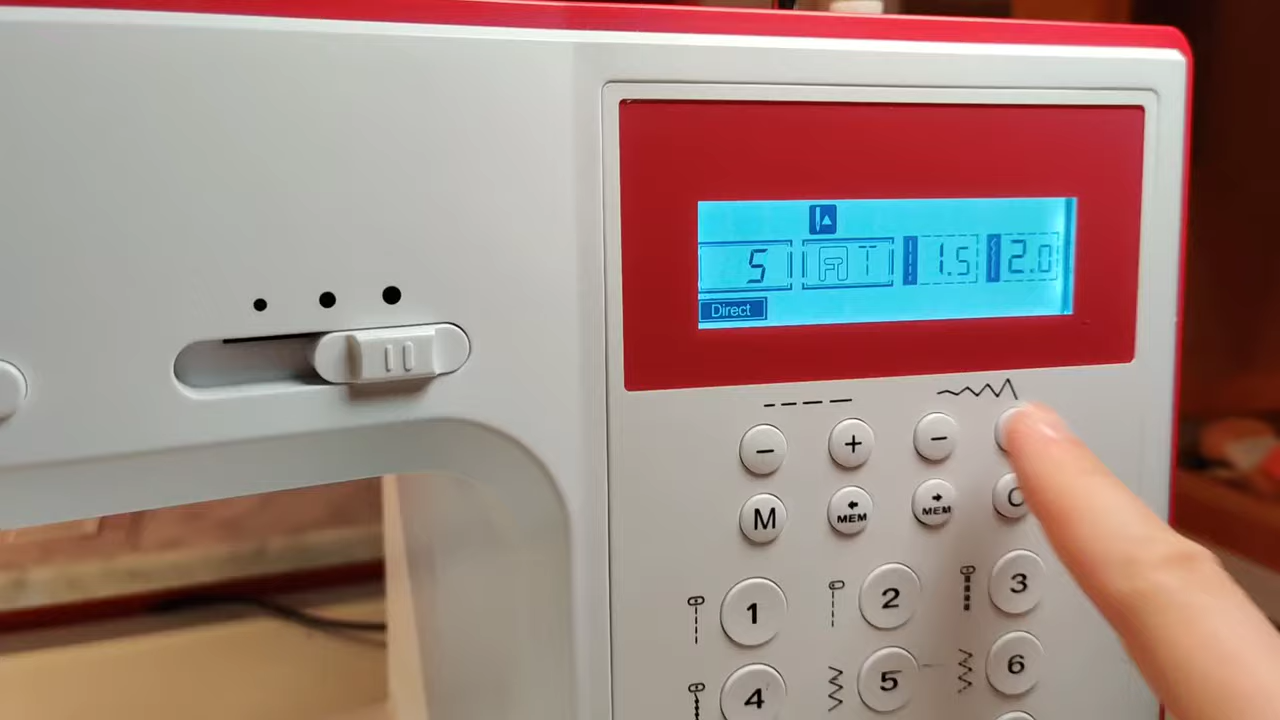 5 T 1.5 2.0
Direct
− + −
M MEM MEM C
1 2 3
4 5 6